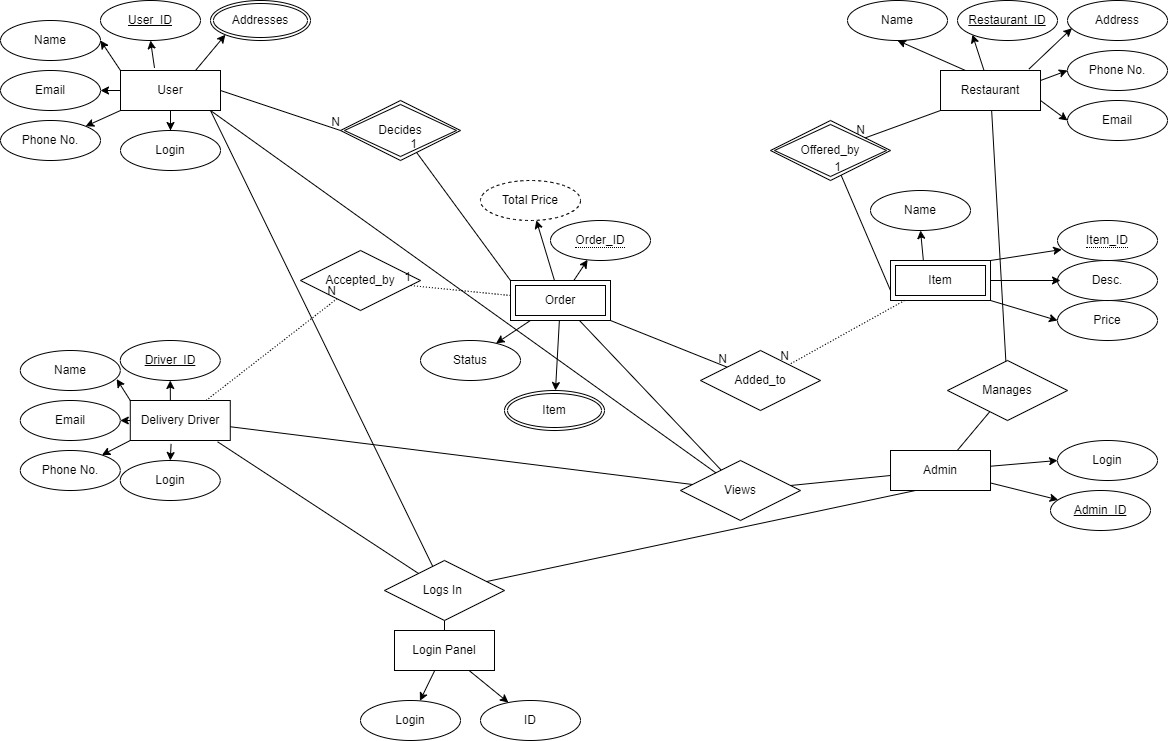 User_ID
Addresses
Name
Email
User
Phone No.
Login
N
Decides
1
Name
Restaurant_ID
Address
Restaurant
Phone No.
Email
N
Offered_by
1
Total Price
Order_ID
Order
Status
Item
Name
Item_ID
Item
Desc.
Price
Accepted_by
1
N
N
N
Added_to
Manages
Driver_ID
Name
Email
Delivery Driver
Phone No.
Login
Views
Admin
Login
Admin_ID
Logs In
Login Panel
Login
ID